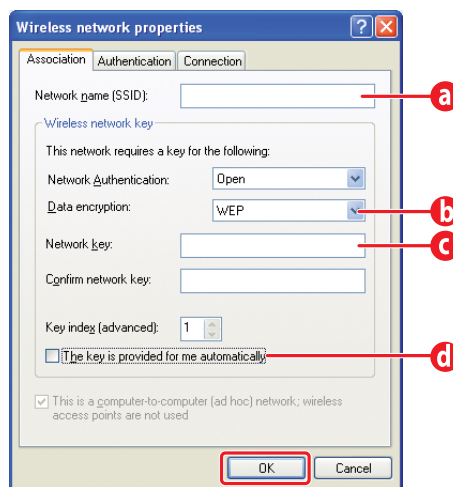 Wireless network properties
Association Authentication Connection
Network name (SSID): a
Wireless network key
This network requires a key for the following:
Network Authentication: Open
Data encryption: WEP b
Network key: c
Confirm network key:
Key index (advanced): 1
The key is provided for me automatically d
This is a computer-to-computer (ad hoc) network; wireless
access points are not used
OK Cancel